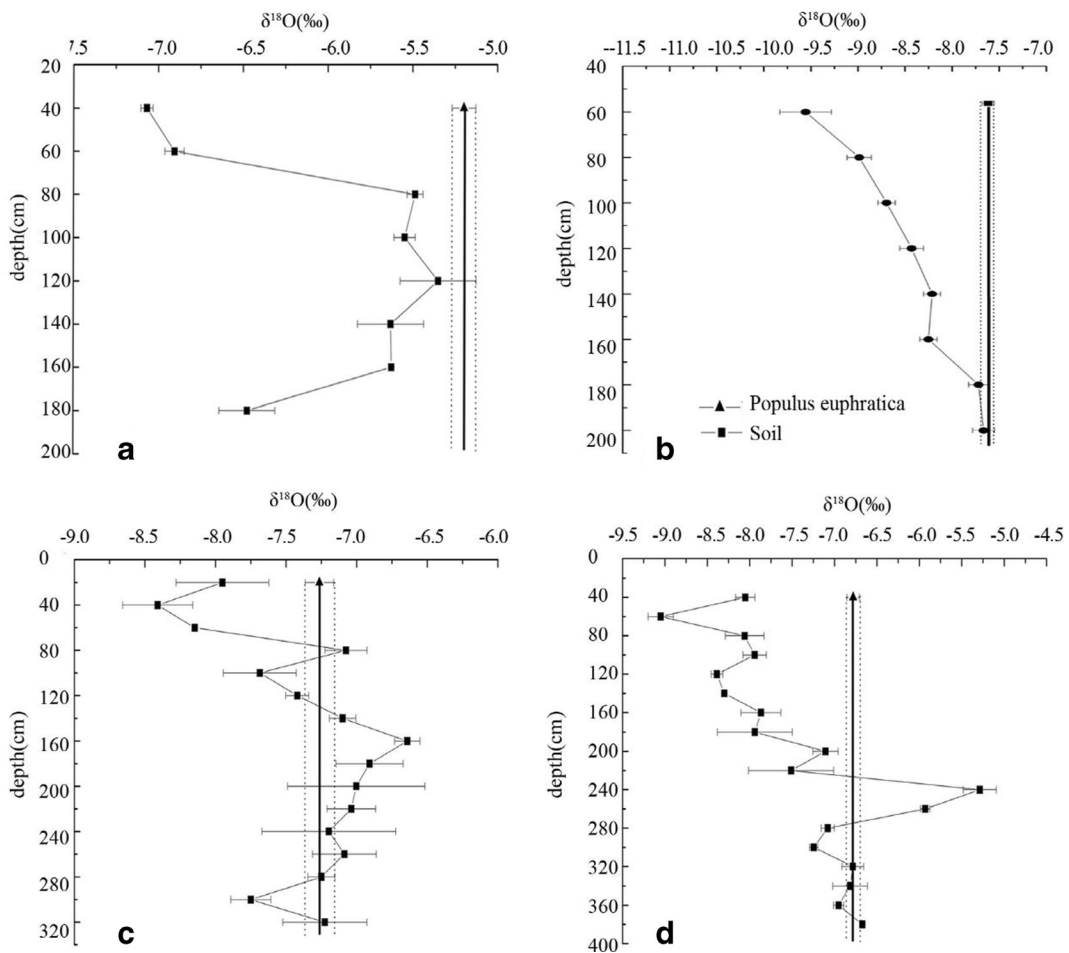 δ¹⁸O(‰)
7.5 -7.0 -6.5 -6.0 -5.5 -5.0
20
40
60
80
100
120
140
160
180
200
depth(cm)
a
δ¹⁸O(‰)
-11.5 -11.0 -10.5 -10.0 -9.5 -9.0 -8.5 -8.0 -7.5 -7.0
40
60
80
100
120
140
160
180
200
depth(cm)
Populus euphratica
Soil
b
δ¹⁸O(‰)
-9.0 -8.5 -8.0 -7.5 -7.0 -6.5 -6.0
0
40
80
120
160
200
240
280
320
depth(cm)
c
δ¹⁸O(‰)
-9.5 -9.0 -8.5 -8.0 -7.5 -7.0 -6.5 -6.0 -5.5 -5.0 -4.5
0
40
80
120
160
200
240
280
320
360
400
depth(cm)
d